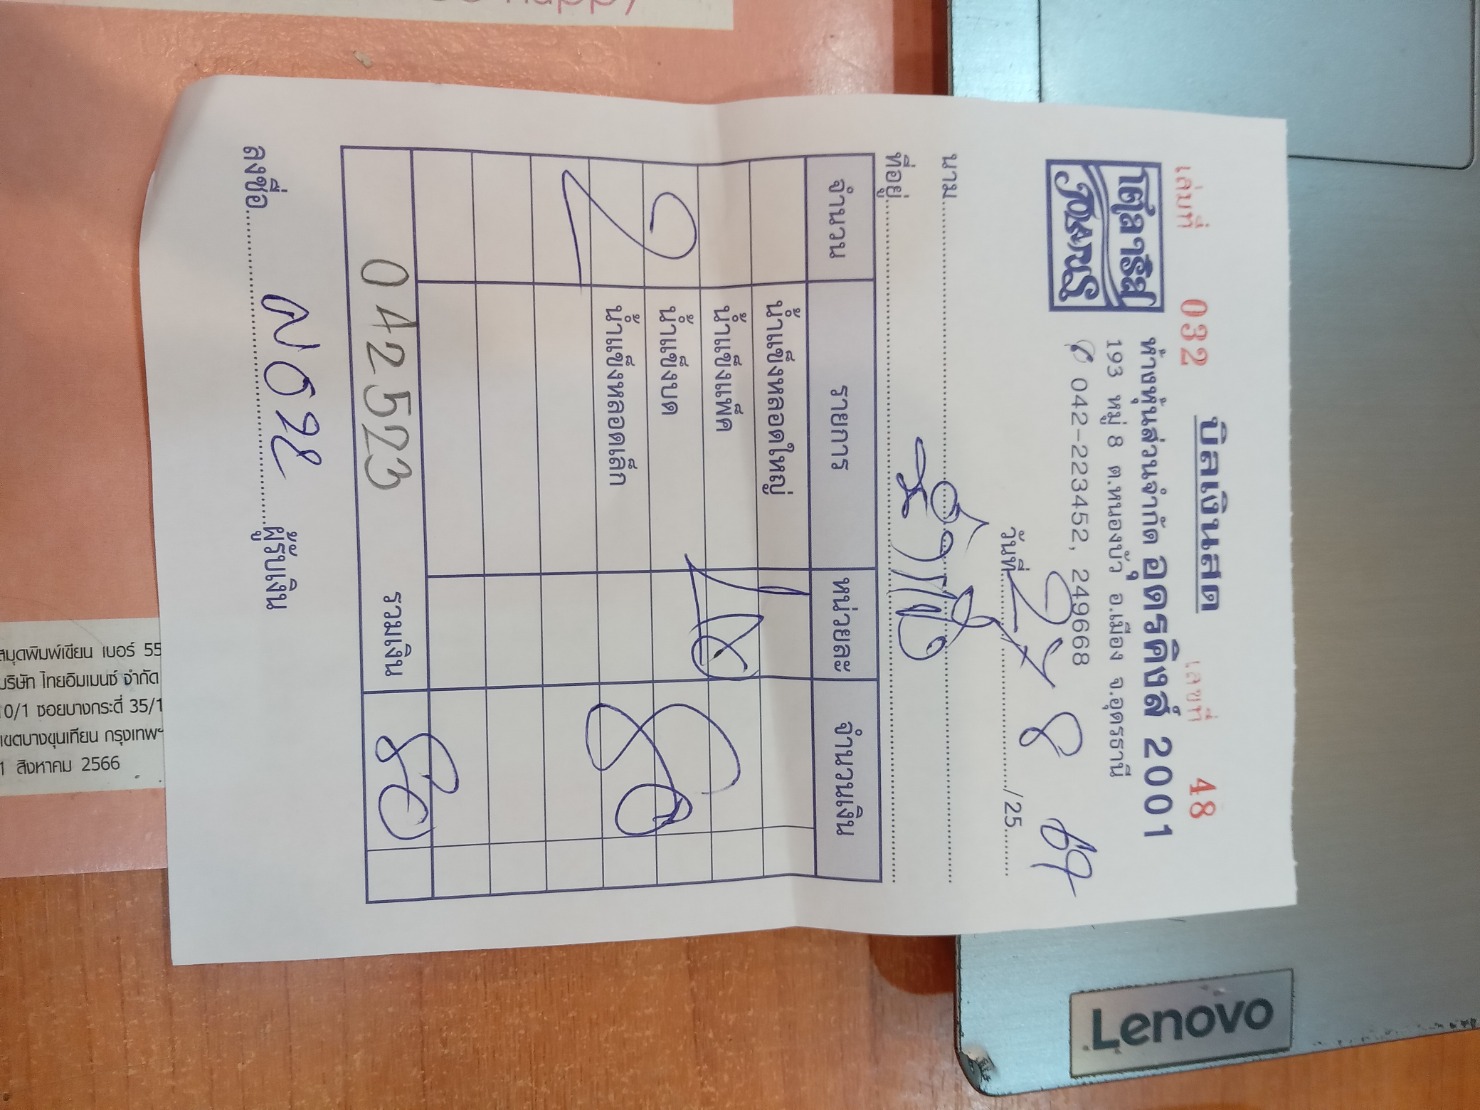 เล่มที่ 032 บิลเงินสด เลขที่ 48
โตลาริส
ห้างหุ้นส่วนจำกัด อุดรคิงส์ 2001
193 หมู่ 8 ต.หนองบัว อ.เมือง จ.อุดรธานี
042-223452, 249668
วันที่ 27 8 /25 67
นาม
ที่อยู่
จำนวน รายการ หน่วยละ จำนวนเงิน
น้ำแข็งหลอดใหญ่
น้ำแข็งแพ็ค
2 น้ำแข็งบด 80
น้ำแข็งหลอดเล็ก
042523 รวมเงิน 80
ลงชื่อ ผู้รับเงิน
สมุดพิมพ์เขียน เบอร์ 55
บริษัท ไทยอิมเมนซ์ จำกัด
0/1 ซอยบางกระดี่ 35/1
เขตบางขุนเทียน กรุงเทพฯ
1 สิงหาคม 2566
Lenovo